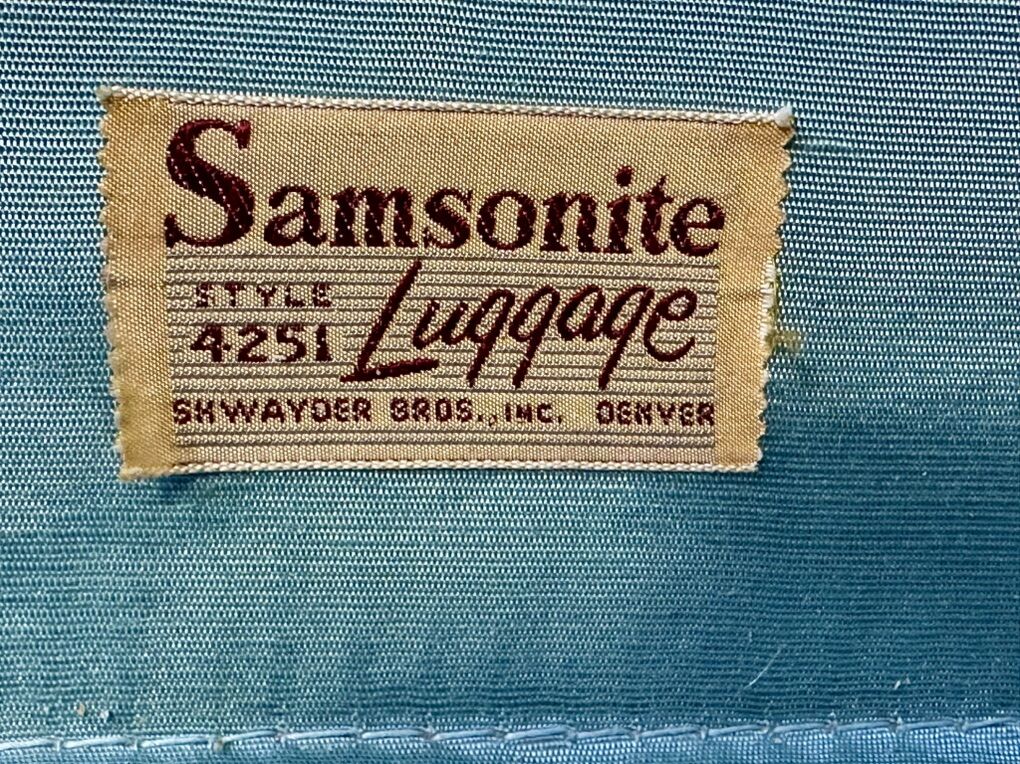 Samsonite
STYLE
4251 Luggage
SHWAYDER BROS., INC. DENVER